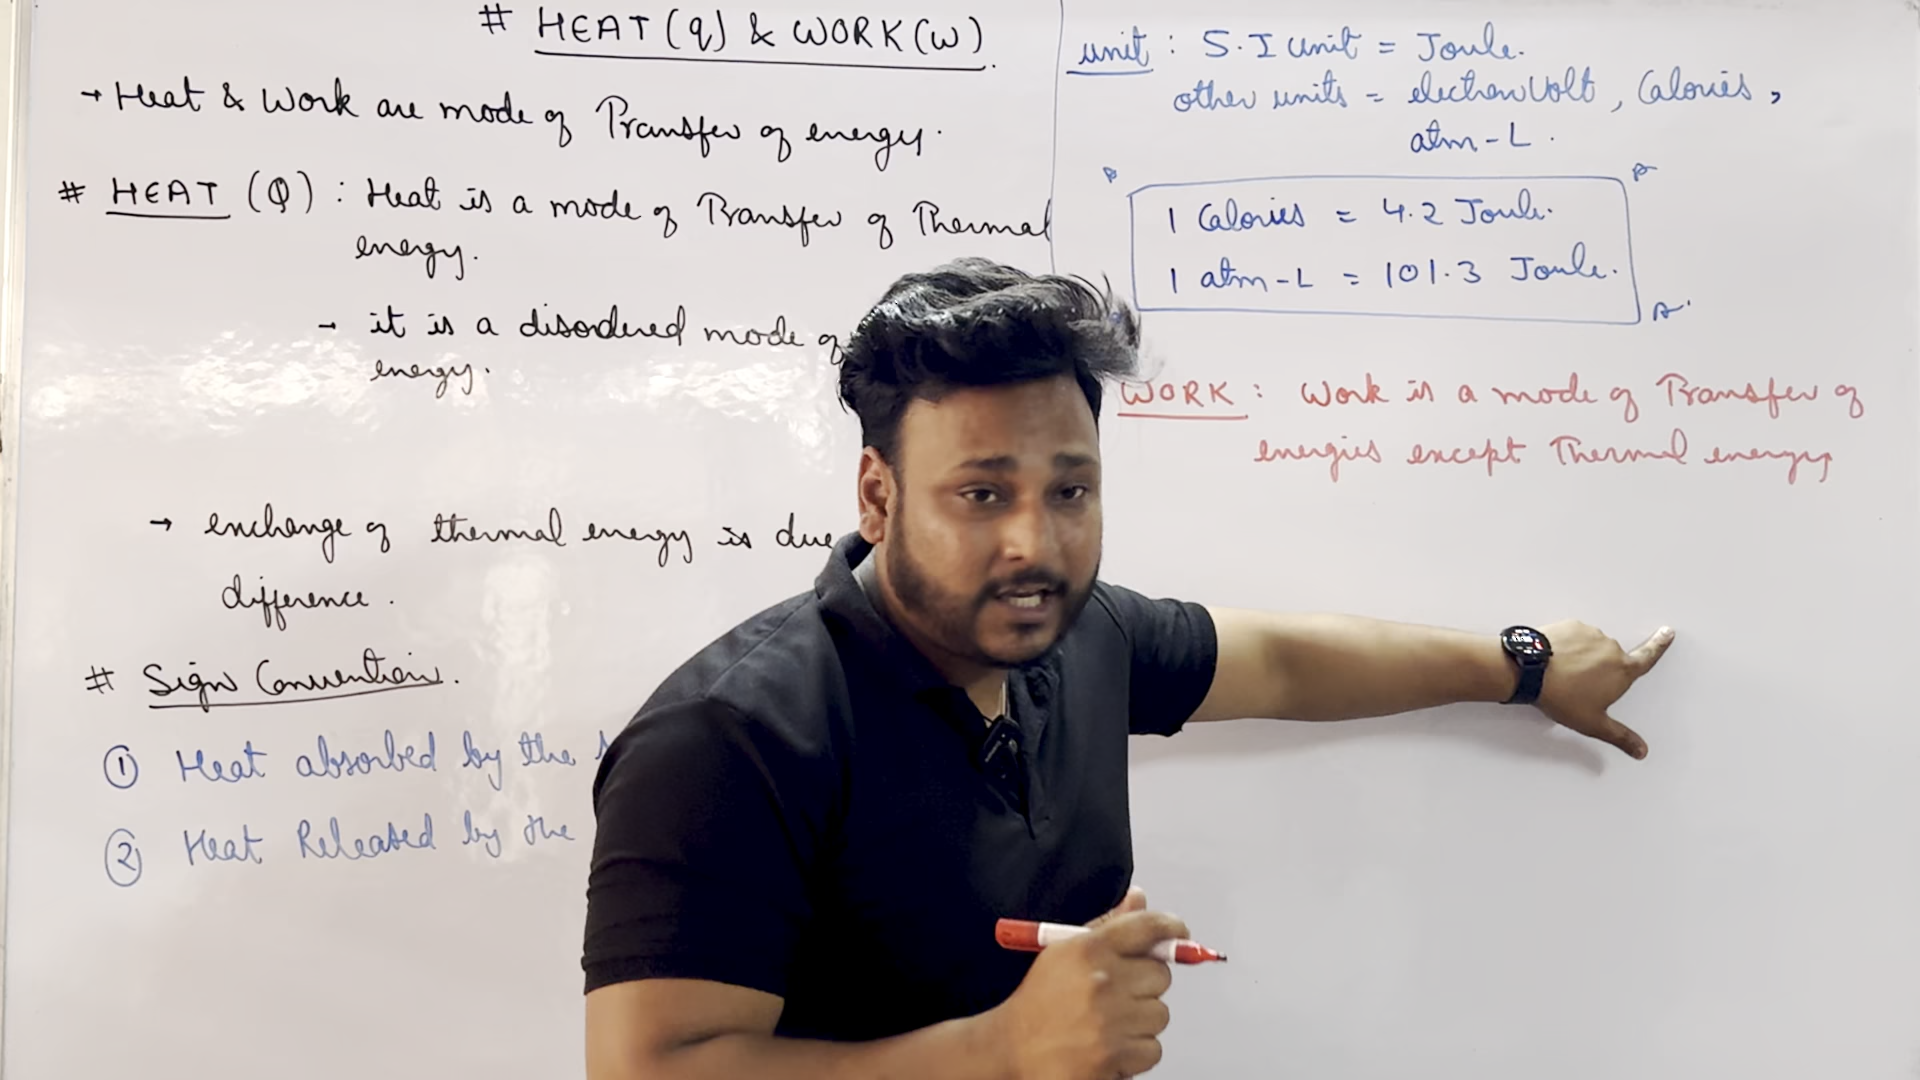 # HEAT (q) & WORK (w).
→ Heat & Work are mode of Transfer of energy.
# HEAT (Q) : Heat is a mode of Transfer of Thermal
energy.
→ it is a disordered mode of
energy.
→ exchange of thermal energy is due
difference.
# Sign Convention.
① Heat absorbed by the
② Heat Released by the
unit : S.I unit = Joule.
other units = electronVolt, Calories,
atm-L.
1 Calories = 4.2 Joule.
1 atm-L = 101.3 Joule.
WORK : Work is a mode of Transfer of
energies except Thermal energy,